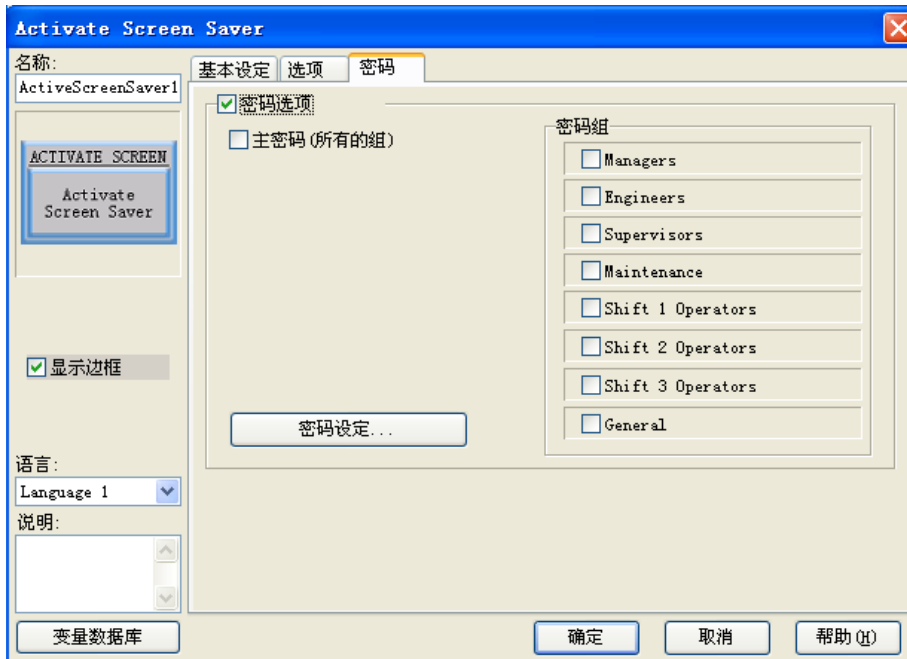 Activate Screen Saver
名称:
ActiveScreenSaver1
ACTIVATE SCREEN
Activate
Screen Saver
显示边框
语言:
Language 1
说明:
变量数据库
基本设定 选项 密码
密码选项
主密码(所有的组)
密码设定...
密码组
Managers
Engineers
Supervisors
Maintenance
Shift 1 Operators
Shift 2 Operators
Shift 3 Operators
General
确定 取消 帮助(H)